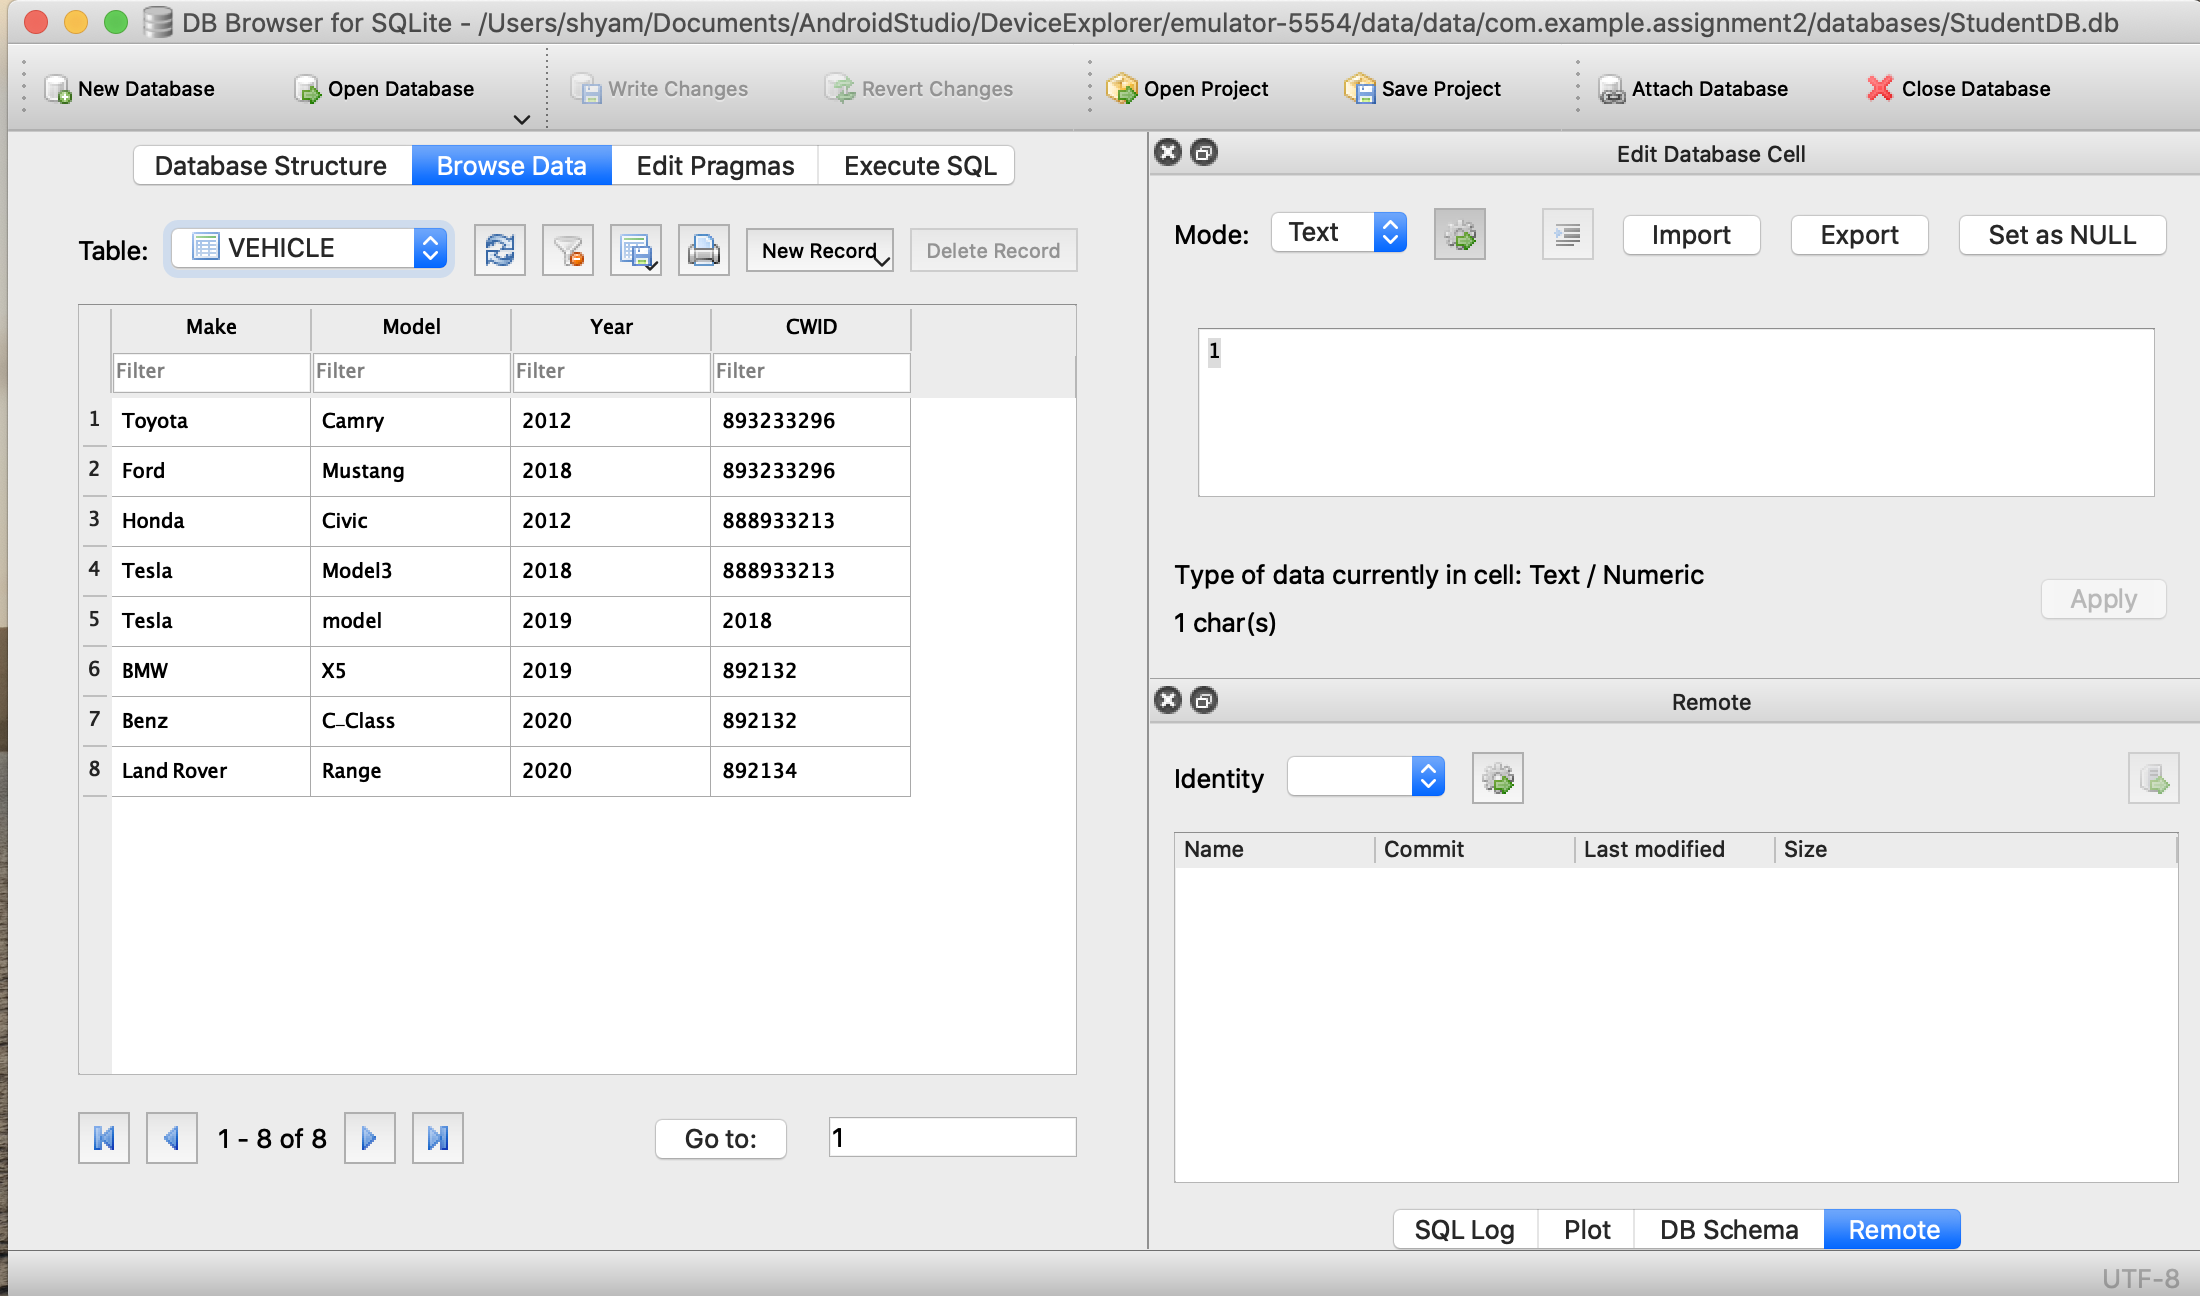 DB Browser for SQLite - /Users/shyam/Documents/AndroidStudio/DeviceExplorer/emulator-5554/data/data/com.example.assignment2/databases/StudentDB.db
New Database Open Database Write Changes Revert Changes Open Project Save Project Attach Database Close Database
Database Structure Browse Data Edit Pragmas Execute SQL
Table: VEHICLE New Record Delete Record
Make Model Year CWID
Filter Filter Filter Filter
1 Toyota Camry 2012 893233296
2 Ford Mustang 2018 893233296
3 Honda Civic 2012 888933213
4 Tesla Model3 2018 888933213
5 Tesla model 2019 2018
6 BMW X5 2019 892132
7 Benz C_Class 2020 892132
8 Land Rover Range 2020 892134
1 - 8 of 8 Go to: 1
Edit Database Cell
Mode: Text Import Export Set as NULL
1
Type of data currently in cell: Text / Numeric
1 char(s)
Apply
Remote
Identity
Name Commit Last modified Size
SQL Log Plot DB Schema Remote
UTF-8